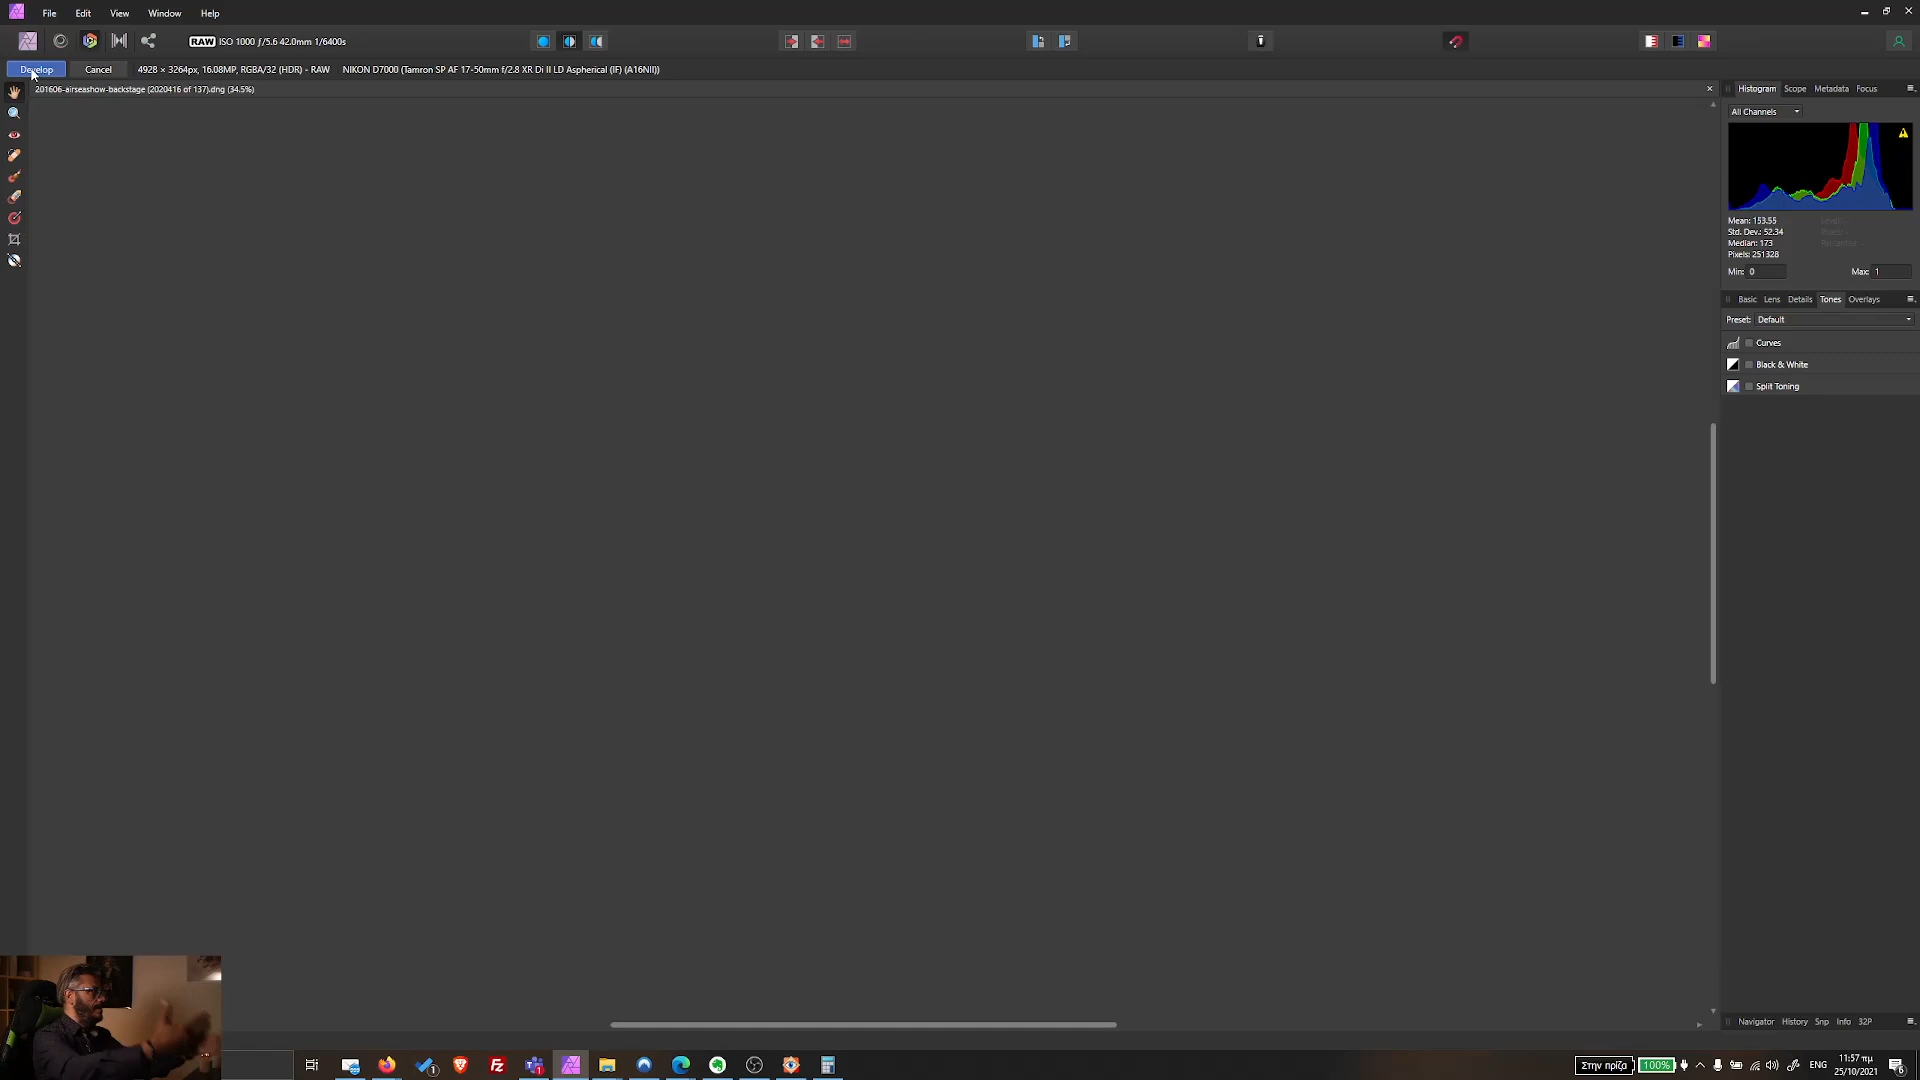 File Edit View Window Help
RAW ISO 1000 ƒ/5.6 42.0mm 1/6400s
Develop Cancel 4928 × 3264px, 16.08MP, RGBA/32 (HDR) - RAW NIKON D7000 (Tamron SP AF 17-50mm f/2.8 XR Di II LD Aspherical (IF) (A16NII))
201606-airseashow-backstage (2020416 of 137).dng (34.5%)
Histogram Scope Metadata Focus
All Channels
Mean: 153.55
Std. Dev.: 52.34
Median: 173
Pixels: 251328
Min: 0 Max: 1
Basic Lens Details Tones Overlays
Preset: Default
Curves
Black & White
Split Toning
Navigator History Snp Info 32P
Στην πρίζα 100% ENG 11:57 πμ
25/10/2021